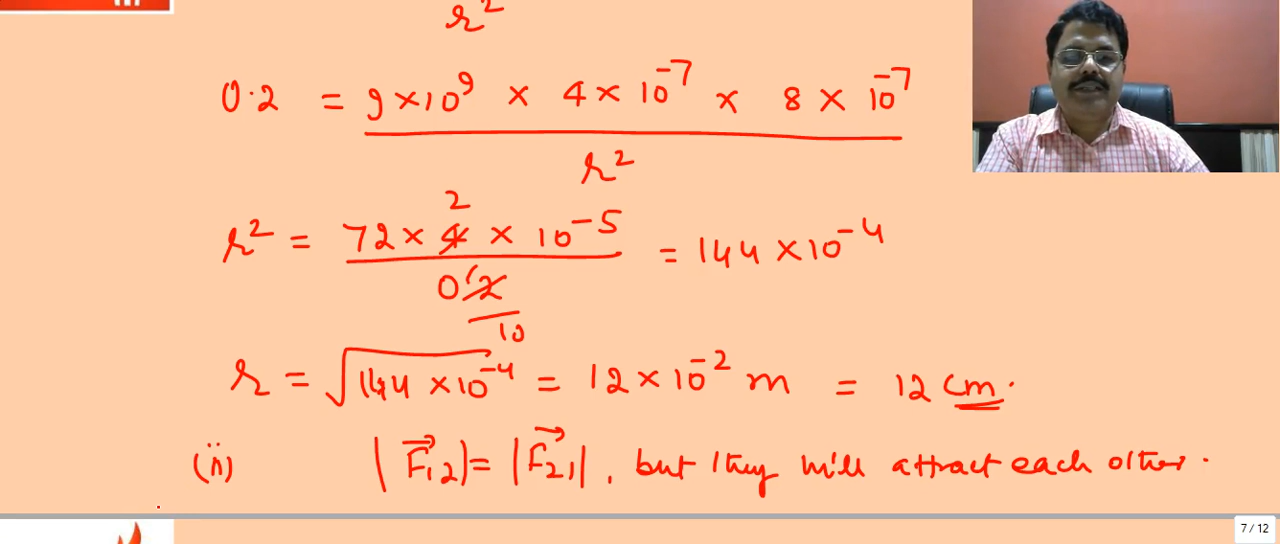 r²
0.2 = 9×10⁹ × 4×10⁻⁷ × 8×10⁻⁷
r²
2
r² = 72 × 4 × 10⁻⁵ = 144 × 10⁻⁴
0.2
10
r = √144 × 10⁻⁴ = 12 × 10⁻² m = 12 cm.
(ii) |F⃗₁₂| = |F⃗₂₁|, but they will attract each other.
7 / 12